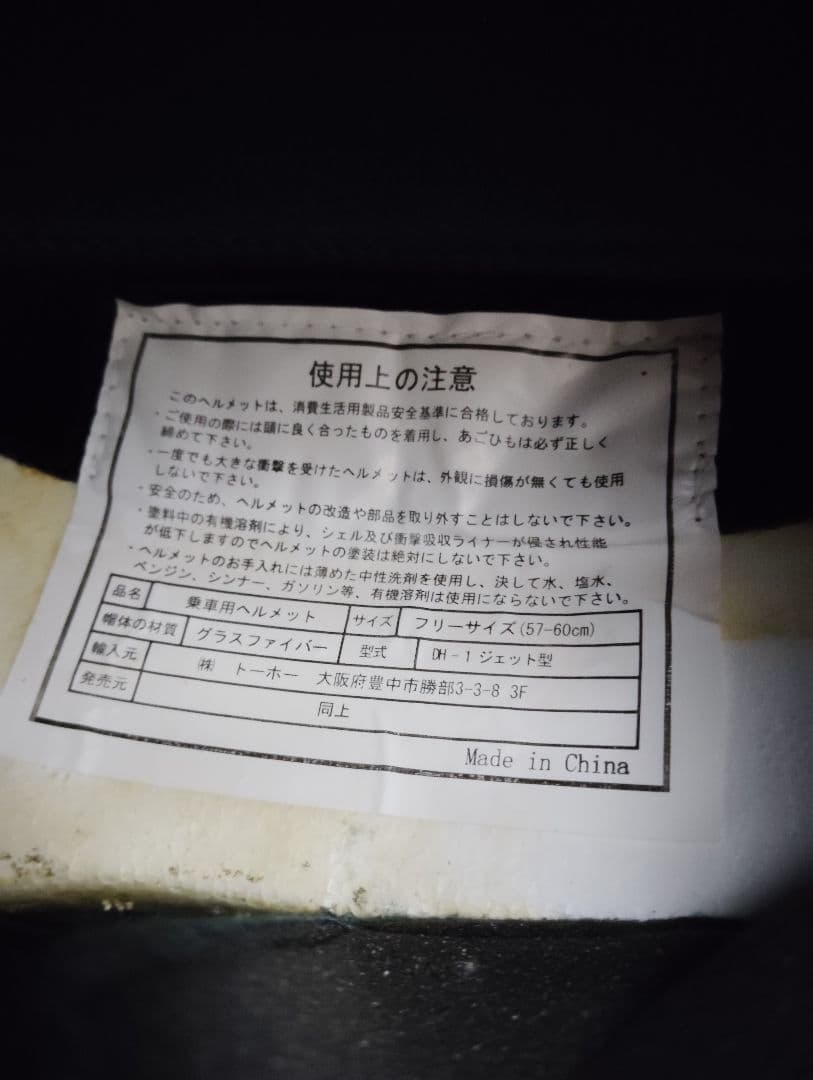 使用上の注意
このヘルメットは、消費生活用製品安全基準に合格しております。
・ご使用の際には頭に良く合ったものを着用し、あごひもは必ず正しく
締めて下さい。
・一度でも大きな衝撃を受けたヘルメットは、外観に損傷が無くても使用
しないで下さい。
・安全のため、ヘルメットの改造や部品を取り外すことはしないで下さい。
・塗料中の有機溶剤により、シェル及び衝撃吸収ライナーが侵され性能
が低下しますのでヘルメットの塗装は絶対にしないで下さい。
・ヘルメットのお手入れには薄めた中性洗剤を使用し、決して水、塩水、
ベンジン、シンナー、ガソリン等、有機溶剤は使用にならないで下さい。
品名 乗車用ヘルメット サイズ フリーサイズ(57-60cm)
帽体の材質 グラスファイバー 型式 DH-1 ジェット型
輸入元 ㈱ トーホー 大阪府豊中市勝部3-3-8 3F
発売元 同上
Made in China